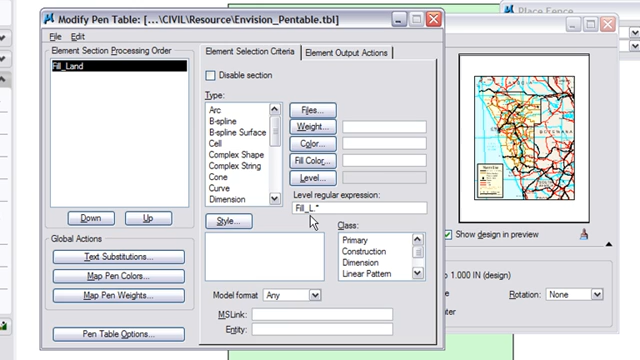 Modify Pen Table: [...\CIVIL\Resource\Envision_Pentable.tbl]
Place Fence
File Edit
Element Section Processing Order
Element Selection Criteria
Element Output Actions
Fill_Land
Disable section
Type:
Arc
B-spline
B-spline Surface
Cell
Complex Shape
Complex String
Cone
Curve
Dimension
Files...
Weight...
Color...
Fill Color...
Level...
Level regular expression:
Fill_L.*
Down
Up
Style...
Class:
Primary
Construction
Dimension
Linear Pattern
Show design in preview
Global Actions
Text Substitutions...
Map Pen Colors...
Map Pen Weights...
Pen Table Options...
Model format
Any
MSLink:
Entity:
to 1.000 IN (design)
Rotation:
None